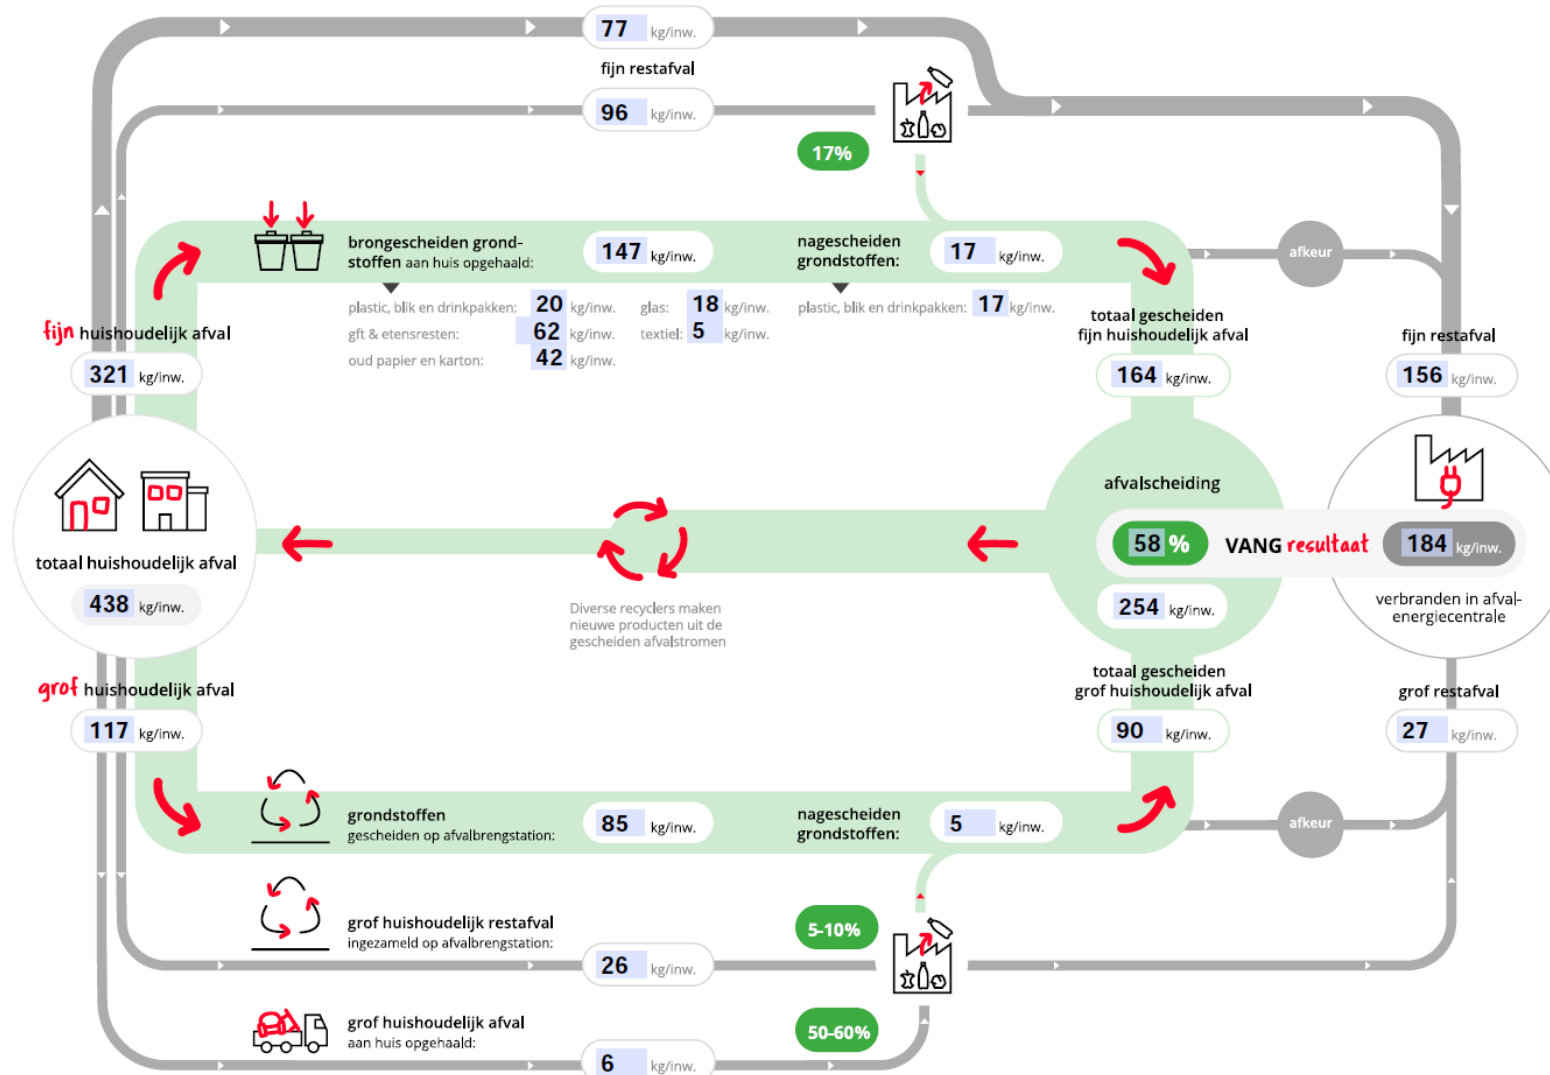 77 kg/inw.
fijn restafval
96 kg/inw.
17%
brongescheiden grond-
stoffen aan huis opgehaald:
147 kg/inw.
nagescheiden
grondstoffen:
17 kg/inw.
afkeur
plastic, blik en drinkpakken: 20 kg/inw.
glas: 18 kg/inw.
gft & etensresten: 62 kg/inw.
textiel: 5 kg/inw.
oud papier en karton: 42 kg/inw.
plastic, blik en drinkpakken: 17 kg/inw.
totaal gescheiden
fijn huishoudelijk afval
164 kg/inw.
fijn restafval
156 kg/inw.
fijn huishoudelijk afval
321 kg/inw.
totaal huishoudelijk afval
438 kg/inw.
Diverse recyclers maken
nieuwe producten uit de
gescheiden afvalstromen
afvalscheiding
58 % VANG resultaat 184 kg/inw.
254 kg/inw.
verbranden in afval-
energiecentrale
grof huishoudelijk afval
117 kg/inw.
totaal gescheiden
grof huishoudelijk afval
90 kg/inw.
grof restafval
27 kg/inw.
grondstoffen
gescheiden op afvalbrengstation:
85 kg/inw.
nagescheiden
grondstoffen:
5 kg/inw.
afkeur
grof huishoudelijk restafval
ingezameld op afvalbrengstation:
26 kg/inw.
5-10%
grof huishoudelijk afval
aan huis opgehaald:
6 kg/inw.
50-60%